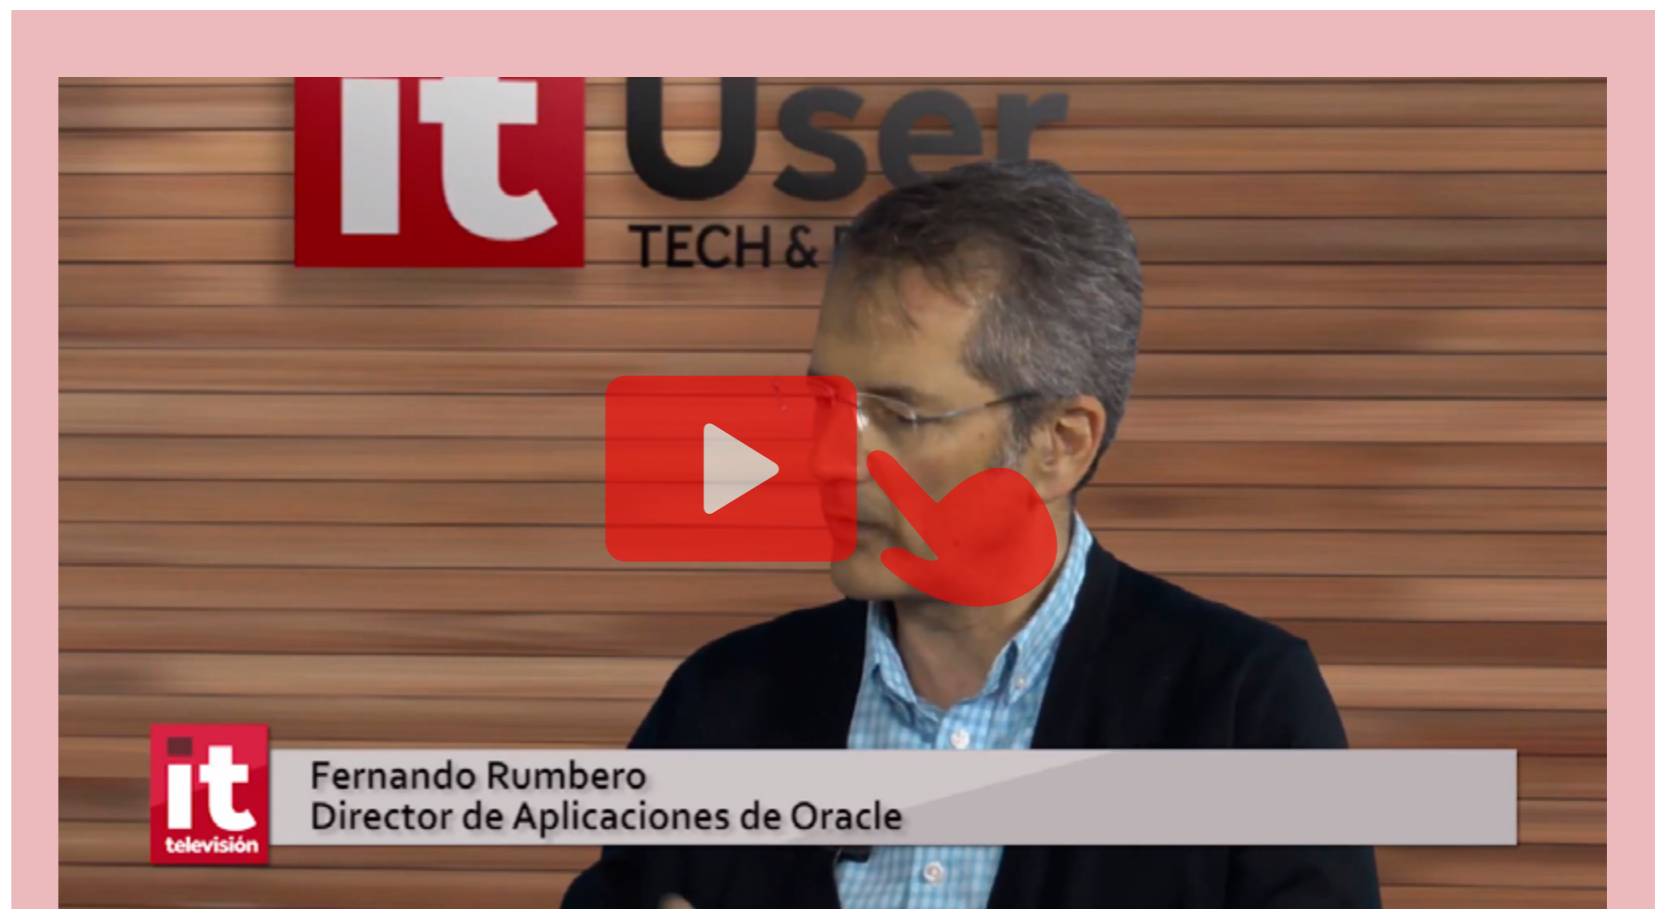 it User
TECH &
Fernando Rumbero
Director de Aplicaciones de Oracle
it
televisión